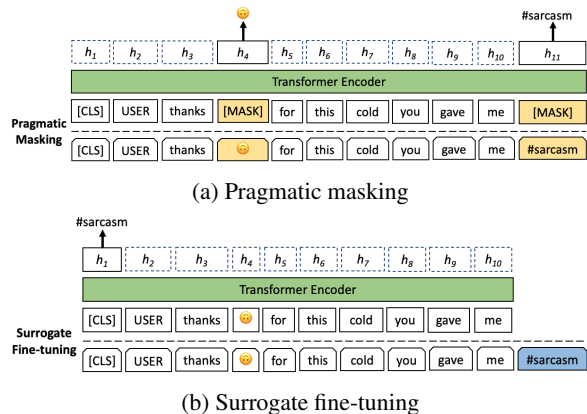 🙃 #sarcasm
h1 h2 h3 h4 h5 h6 h7 h8 h9 h10 h11
Transformer Encoder
[CLS] USER thanks [MASK] for this cold you gave me [MASK]
Pragmatic
Masking
[CLS] USER thanks 🙃 for this cold you gave me #sarcasm
(a) Pragmatic masking
#sarcasm
h1 h2 h3 h4 h5 h6 h7 h8 h9 h10
Transformer Encoder
[CLS] USER thanks 🙃 for this cold you gave me
Surrogate
Fine-tuning
[CLS] USER thanks 🙃 for this cold you gave me #sarcasm
(b) Surrogate fine-tuning